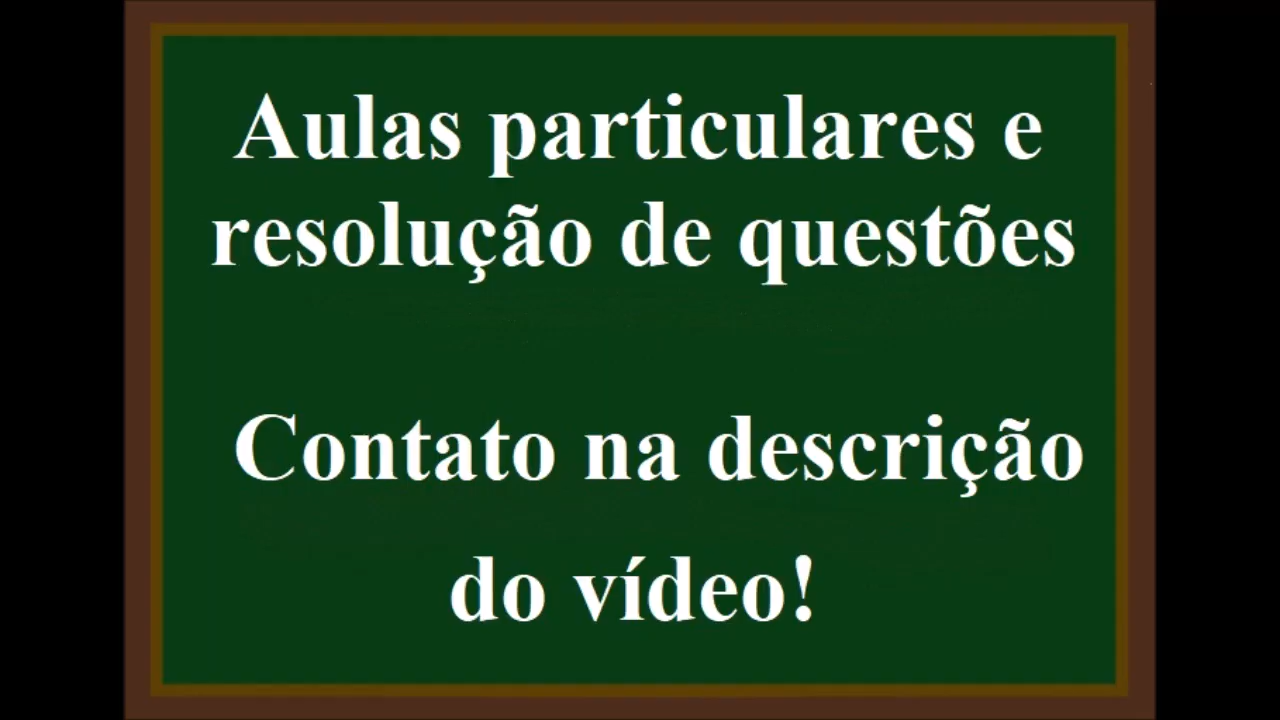 Aulas particulares e
resolução de questões
Contato na descrição
do vídeo!